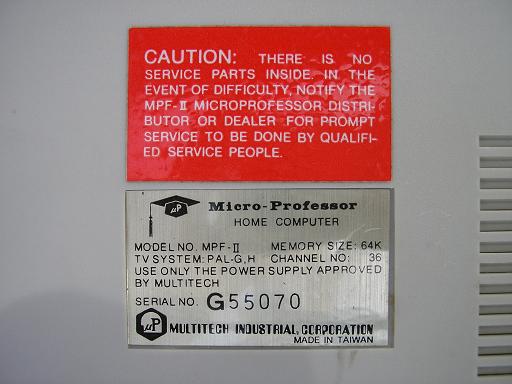 CAUTION: THERE IS NO
SERVICE PARTS INSIDE. IN THE
EVENT OF DIFFICULTY, NOTIFY THE
MPF-II MICROPROFESSOR DISTRI-
BUTOR OR DEALER FOR PROMPT
SERVICE TO BE DONE BY QUALIFI-
ED SERVICE PEOPLE.
μP Micro-Professor
HOME COMPUTER
MODEL NO. MPF-II MEMORY SIZE: 64K
TV SYSTEM: PAL-G,H CHANNEL NO: 36
USE ONLY THE POWER SUPPLY APPROVED
BY MULTITECH
SERIAL NO. G55070
μP MULTITECH INDUSTRIAL CORPORATION
MADE IN TAIWAN